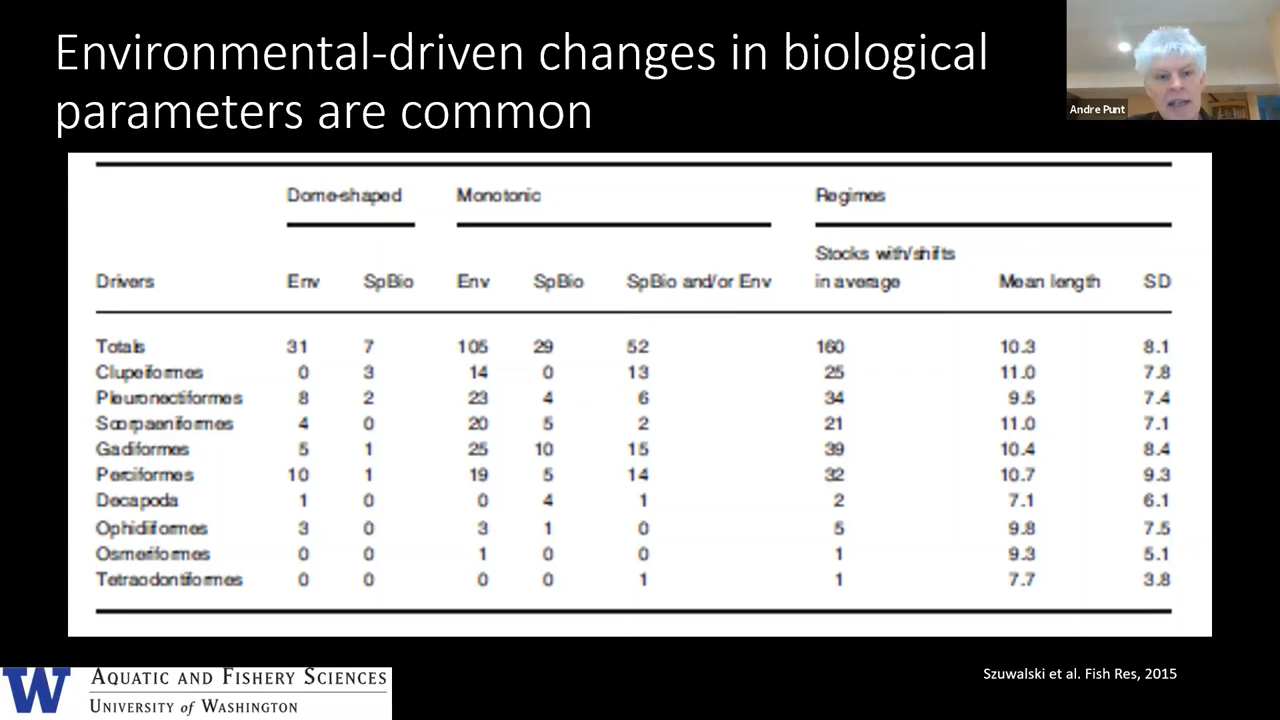 Environmental-driven changes in biological
parameters are common
Andre Punt
Dome-shaped Monotonic Regimes
Stocks with/shifts
Drivers Env SpBio Env SpBio SpBio and/or Env in average Mean length SD
Totals 31 7 105 29 52 160 10.3 8.1
Clupeiformes 0 3 14 0 13 25 11.0 7.8
Pleuronectiformes 8 2 23 4 6 34 9.5 7.4
Scorpaeniformes 4 0 20 5 2 21 11.0 7.1
Gadiformes 5 1 25 10 15 39 10.4 8.4
Perciformes 10 1 19 5 14 32 10.7 9.3
Decapoda 1 0 0 4 1 2 7.1 6.1
Ophidiiformes 3 0 3 1 0 5 9.8 7.5
Osmeriformes 0 0 1 0 0 1 9.3 5.1
Tetraodontiformes 0 0 0 0 1 1 7.7 3.8
Szuwalski et al. Fish Res, 2015
W AQUATIC AND FISHERY SCIENCES
UNIVERSITY of WASHINGTON